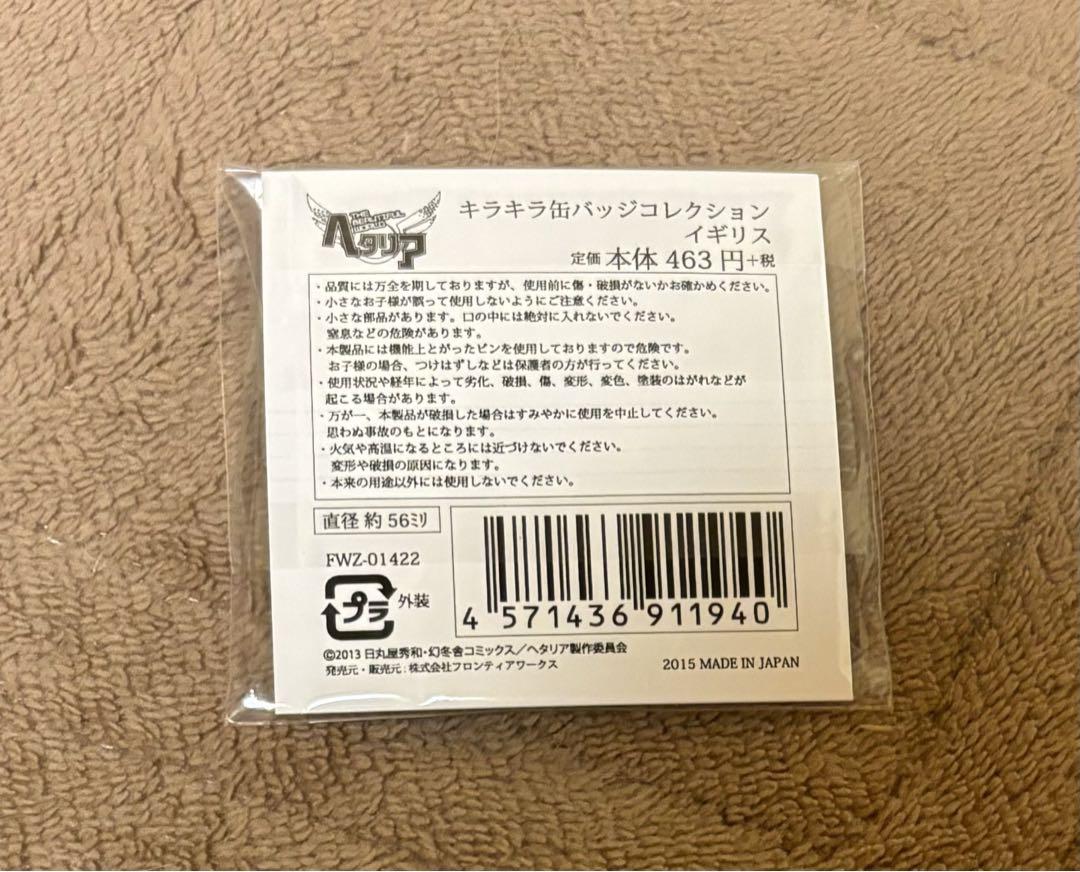 THE BEAUTIFUL WORLD
ヘタリア
キラキラ缶バッジコレクション
イギリス
定価 本体 463 円+税
・品質には万全を期しておりますが、使用前に傷・破損がないかお確かめください。
・小さなお子様が誤って使用しないようにご注意ください。
・小さな部品があります。口の中には絶対に入れないでください。
窒息などの危険があります。
・本製品には機能上とがったピンを使用しておりますので危険です。
お子様の場合、つけはずしなどは保護者の方が行ってください。
・使用状況や経年によって劣化、破損、傷、変形、変色、塗装のはがれなどが
起こる場合があります。
・万が一、本製品が破損した場合はすみやかに使用を中止してください。
思わぬ事故のもとになります。
・火気や高温になるところには近づけないでください。
変形や破損の原因になります。
・本来の用途以外には使用しないでください。
直径 約 56ミリ
FWZ-01422
プラ 外装
4 571436 911940
©2013 日丸屋秀和・幻冬舎コミックス／ヘタリア製作委員会
発売元・販売元：株式会社フロンティアワークス
2015 MADE IN JAPAN